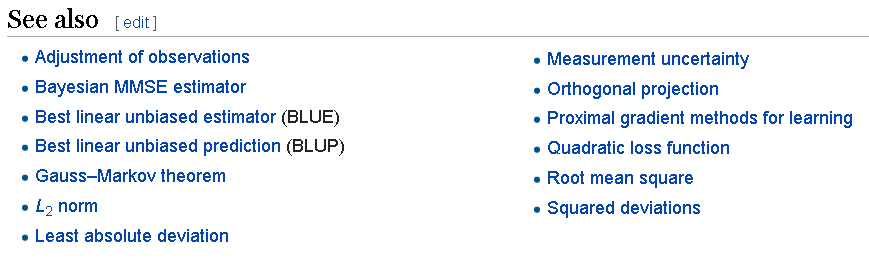 See also [ edit ]
Adjustment of observations
Bayesian MMSE estimator
Best linear unbiased estimator (BLUE)
Best linear unbiased prediction (BLUP)
Gauss–Markov theorem
L2 norm
Least absolute deviation
Measurement uncertainty
Orthogonal projection
Proximal gradient methods for learning
Quadratic loss function
Root mean square
Squared deviations